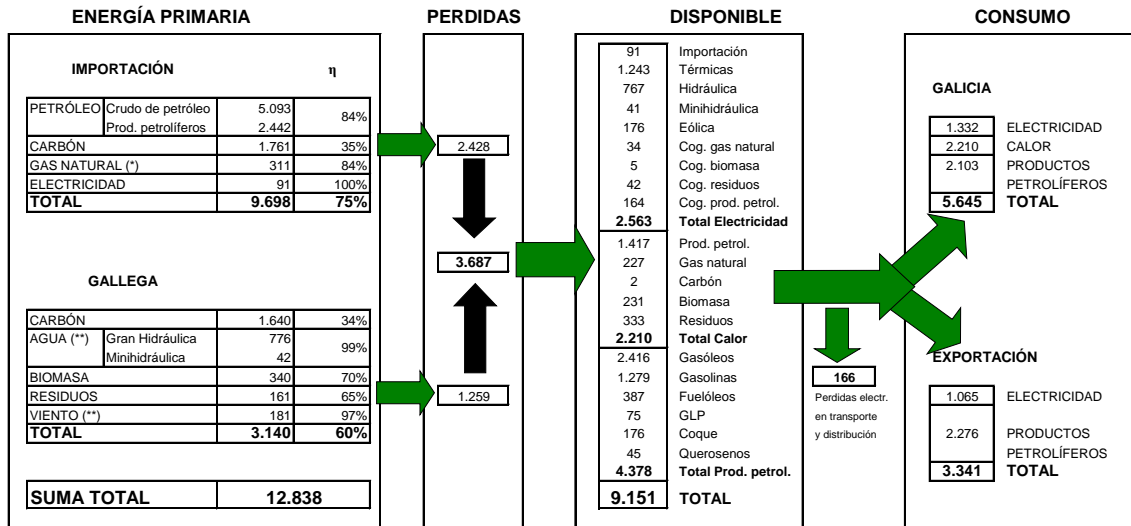 ENERGÍA PRIMARIA
IMPORTACIÓN η
PETRÓLEO Crudo de petróleo 5.093 84%
Prod. petrolíferos 2.442
CARBÓN 1.761 35%
GAS NATURAL (*) 311 84%
ELECTRICIDAD 91 100%
TOTAL 9.698 75%
GALLEGA
CARBÓN 1.640 34%
AGUA (**) Gran Hidráulica 776 99%
Minihidráulica 42
BIOMASA 340 70%
RESIDUOS 161 65%
VIENTO (**) 181 97%
TOTAL 3.140 60%
SUMA TOTAL 12.838
PERDIDAS
2.428
3.687
1.259
DISPONIBLE
91 Importación
1.243 Térmicas
767 Hidráulica
41 Minihidráulica
176 Eólica
34 Cog. gas natural
5 Cog. biomasa
42 Cog. residuos
164 Cog. prod. petrol.
2.563 Total Electricidad
1.417 Prod. petrol.
227 Gas natural
2 Carbón
231 Biomasa
333 Residuos
2.210 Total Calor
2.416 Gasóleos
1.279 Gasolinas
387 Fuelóleos
75 GLP
176 Coque
45 Querosenos
4.378 Total Prod. petrol.
9.151 TOTAL
166
Perdidas electr.
en transporte
y distribución
CONSUMO
GALICIA
1.332 ELECTRICIDAD
2.210 CALOR
2.103 PRODUCTOS
PETROLÍFEROS
5.645 TOTAL
EXPORTACIÓN
1.065 ELECTRICIDAD
2.276 PRODUCTOS
PETROLÍFEROS
3.341 TOTAL